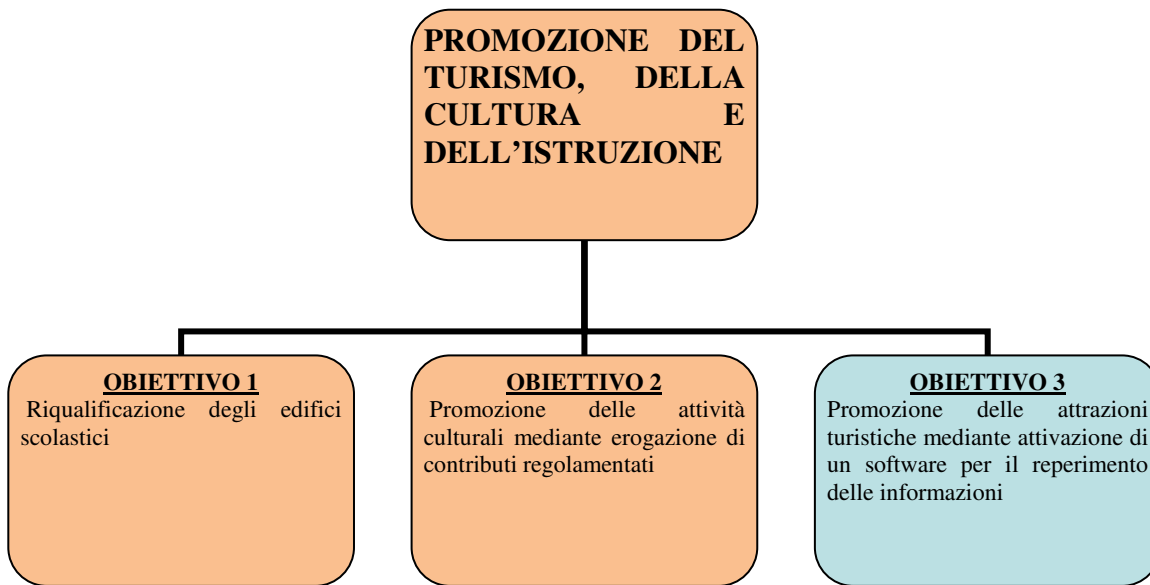 PROMOZIONE DEL
TURISMO, DELLA
CULTURA E
DELL’ISTRUZIONE
OBIETTIVO 1
Riqualificazione degli edifici
scolastici
OBIETTIVO 2
Promozione delle attività
culturali mediante erogazione di
contributi regolamentati
OBIETTIVO 3
Promozione delle attrazioni
turistiche mediante attivazione di
un software per il reperimento
delle informazioni